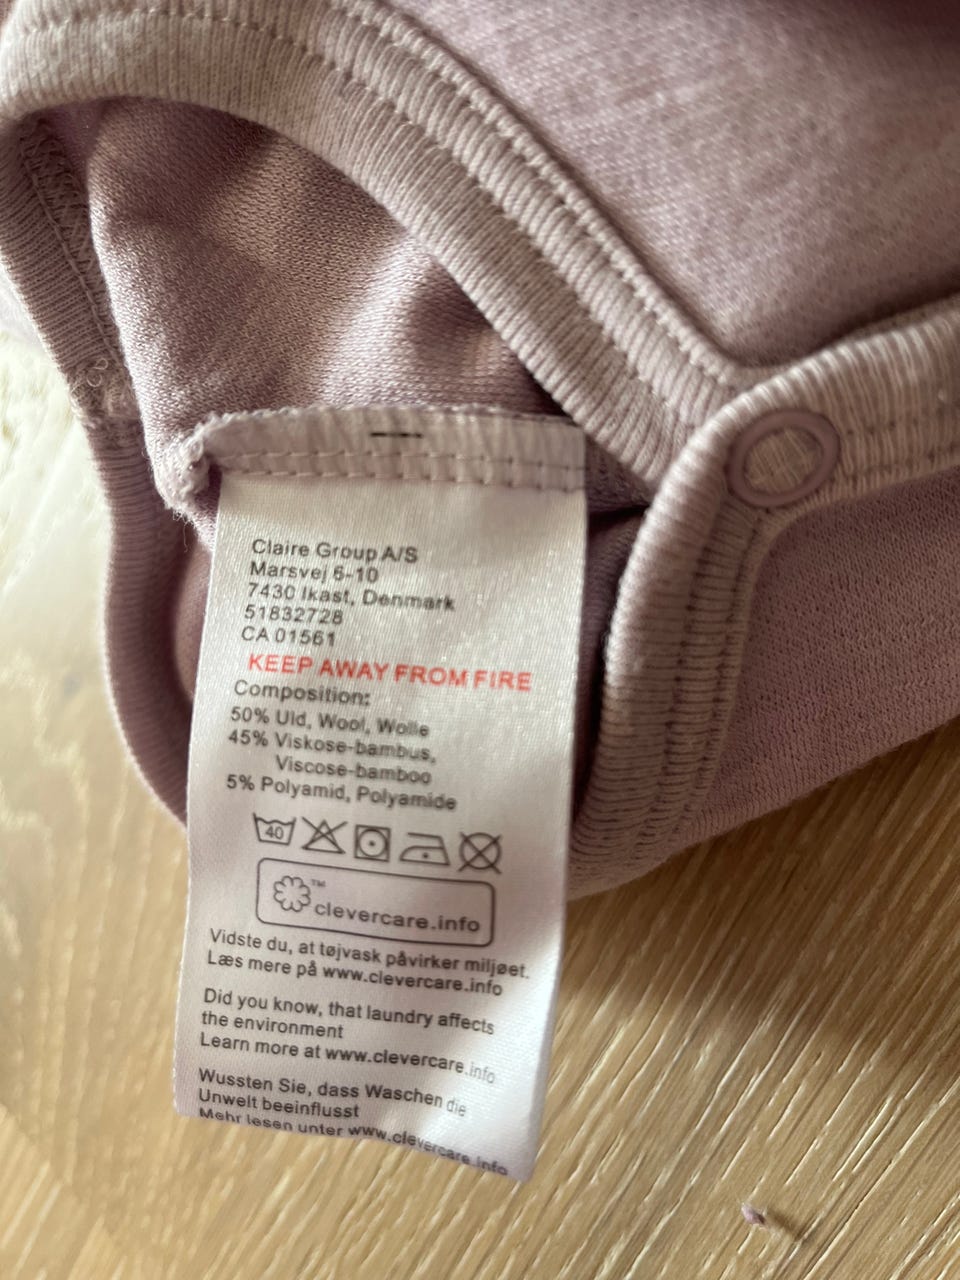 Claire Group A/S
Marsvej 6-10
7430 Ikast, Denmark
51832728
CA 01561
KEEP AWAY FROM FIRE
Composition:
50% Uld, Wool, Wolle
45% Viskose-bambus,
Viscose-bamboo
5% Polyamid, Polyamide
40
™
clevercare.info
Vidste du, at tøjvask påvirker miljøet.
Læs mere på www.clevercare.info
Did you know, that laundry affects
the environment
Learn more at www.clevercare.info
Wussten Sie, dass Waschen die
Unwelt beeinflusst
Mehr lesen unter www.clevercare.info